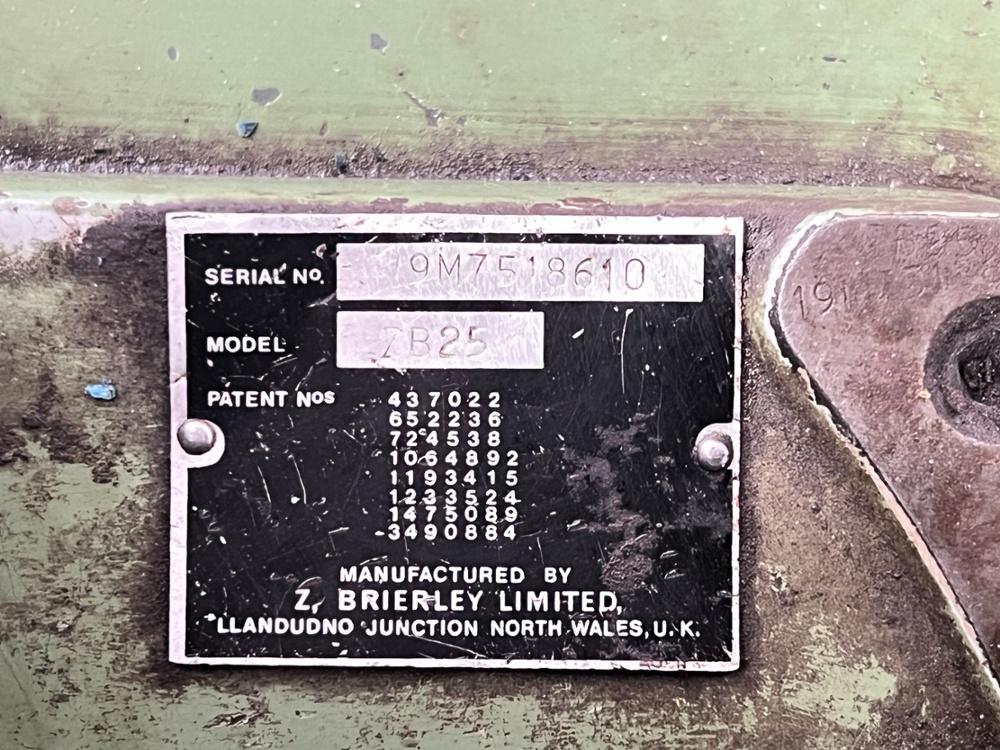 SERIAL No. 9M7518610
MODEL ZB25
PATENT Nos 437022
652236
724538
1064892
1193415
1233524
1475089
3490884
MANUFACTURED BY
Z. BRIERLEY LIMITED,
LLANDUDNO JUNCTION NORTH WALES, U.K.